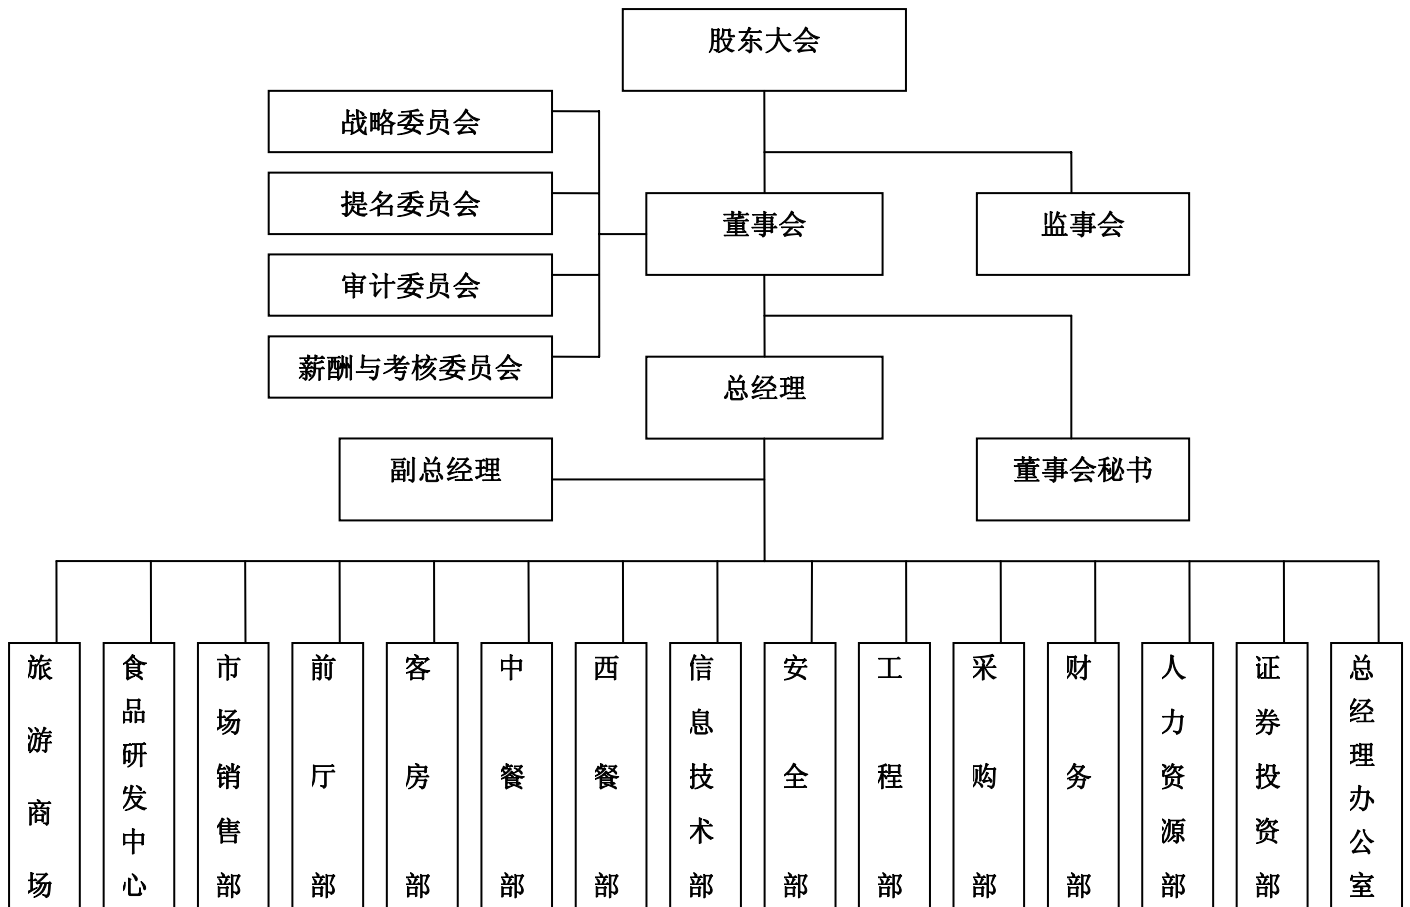 股东大会
战略委员会
提名委员会
董事会
监事会
审计委员会
薪酬与考核委员会
总经理
副总经理
董事会秘书
旅游商场
食品研发中心
市场销售部
前厅部
客房部
中餐部
西餐部
信息技术部
安全部
工程部
采购部
财务部
人力资源部
证券投资部
总经理办公室